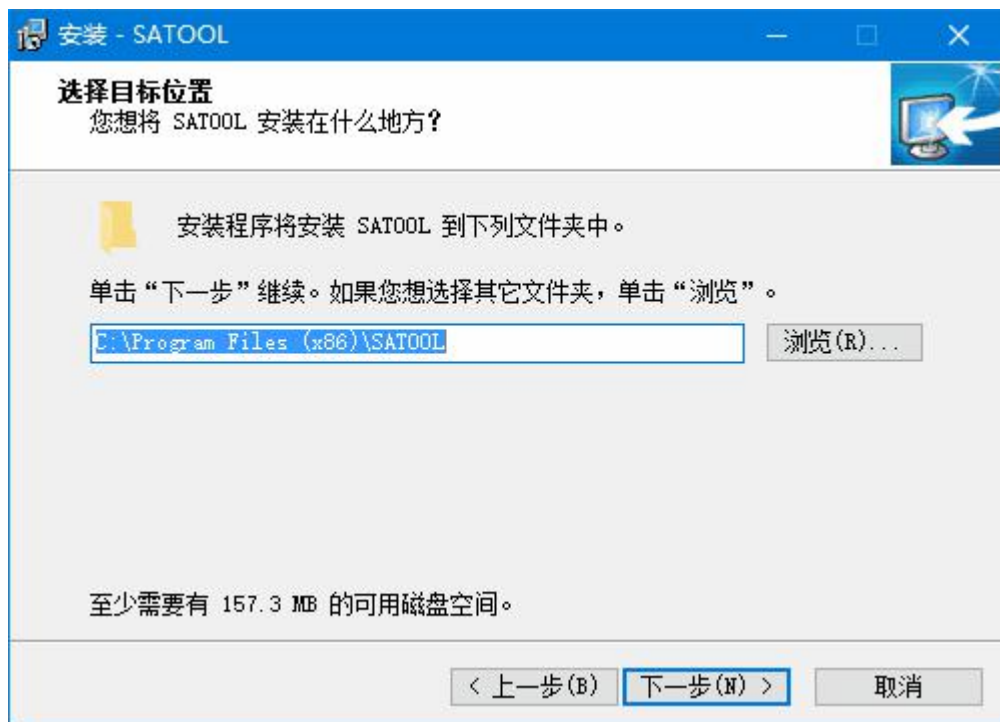 安装 - SATOOL
选择目标位置
您想将 SATOOL 安装在什么地方?
安装程序将安装 SATOOL 到下列文件夹中。
单击“下一步”继续。如果您想选择其它文件夹，单击“浏览”。
C:\Program Files (x86)\SATOOL
浏览(R)...
至少需要有 157.3 MB 的可用磁盘空间。
< 上一步(B)
下一步(N) >
取消